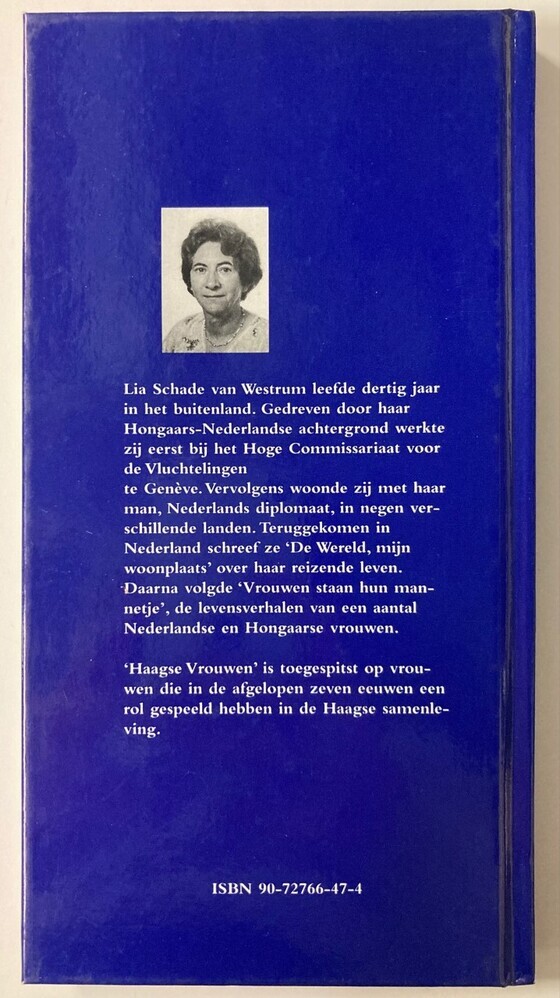 Lia Schade van Westrum leefde dertig jaar
in het buitenland. Gedreven door haar
Hongaars-Nederlandse achtergrond werkte
zij eerst bij het Hoge Commissariaat voor
de Vluchtelingen
te Genève. Vervolgens woonde zij met haar
man, Nederlands diplomaat, in negen ver-
schillende landen. Teruggekomen in
Nederland schreef ze ‘De Wereld, mijn
woonplaats’ over haar reizende leven.
Daarna volgde ‘Vrouwen staan hun man-
netje’, de levensverhalen van een aantal
Nederlandse en Hongaarse vrouwen.
‘Haagse Vrouwen’ is toegespitst op vrou-
wen die in de afgelopen zeven eeuwen een
rol gespeeld hebben in de Haagse samenle-
ving.
ISBN 90-72766-47-4